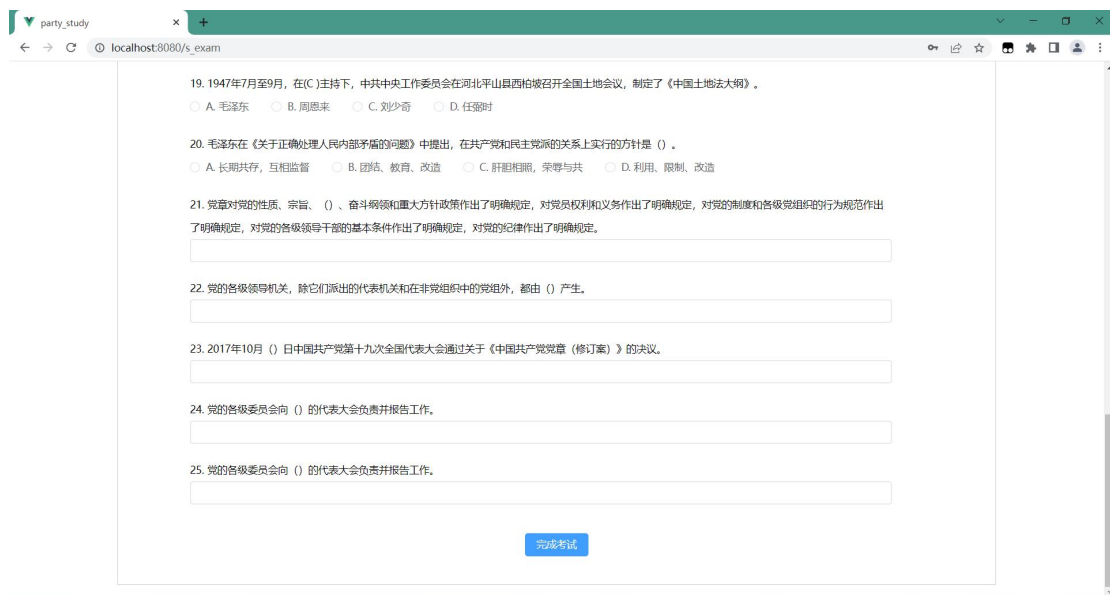 party_study
localhost:8080/s_exam
19. 1947年7月至9月，在(C )主持下，中共中央工作委员会在河北平山县西柏坡召开全国土地会议，制定了《中国土地法大纲》。
A. 毛泽东 B. 周恩来 C. 刘少奇 D. 任弼时
20. 毛泽东在《关于正确处理人民内部矛盾的问题》中提出，在共产党和民主党派的关系上实行的方针是（）。
A. 长期共存，互相监督 B. 团结、教育、改造 C. 肝胆相照，荣辱与共 D. 利用、限制、改造
21. 党章对党的性质、宗旨、（）、奋斗纲领和重大方针政策作出了明确规定，对党员权利和义务作出了明确规定，对党的制度和各级党组织的行为规范作出
了明确规定，对党的各级领导干部的基本条件作出了明确规定，对党的纪律作出了明确规定。
22. 党的各级领导机关，除它们派出的代表机关和在非党组织中的党组外，都由（）产生。
23. 2017年10月（）日中国共产党第十九次全国代表大会通过关于《中国共产党党章（修订案）》的决议。
24. 党的各级委员会向（）的代表大会负责并报告工作。
25. 党的各级委员会向（）的代表大会负责并报告工作。
完成考试